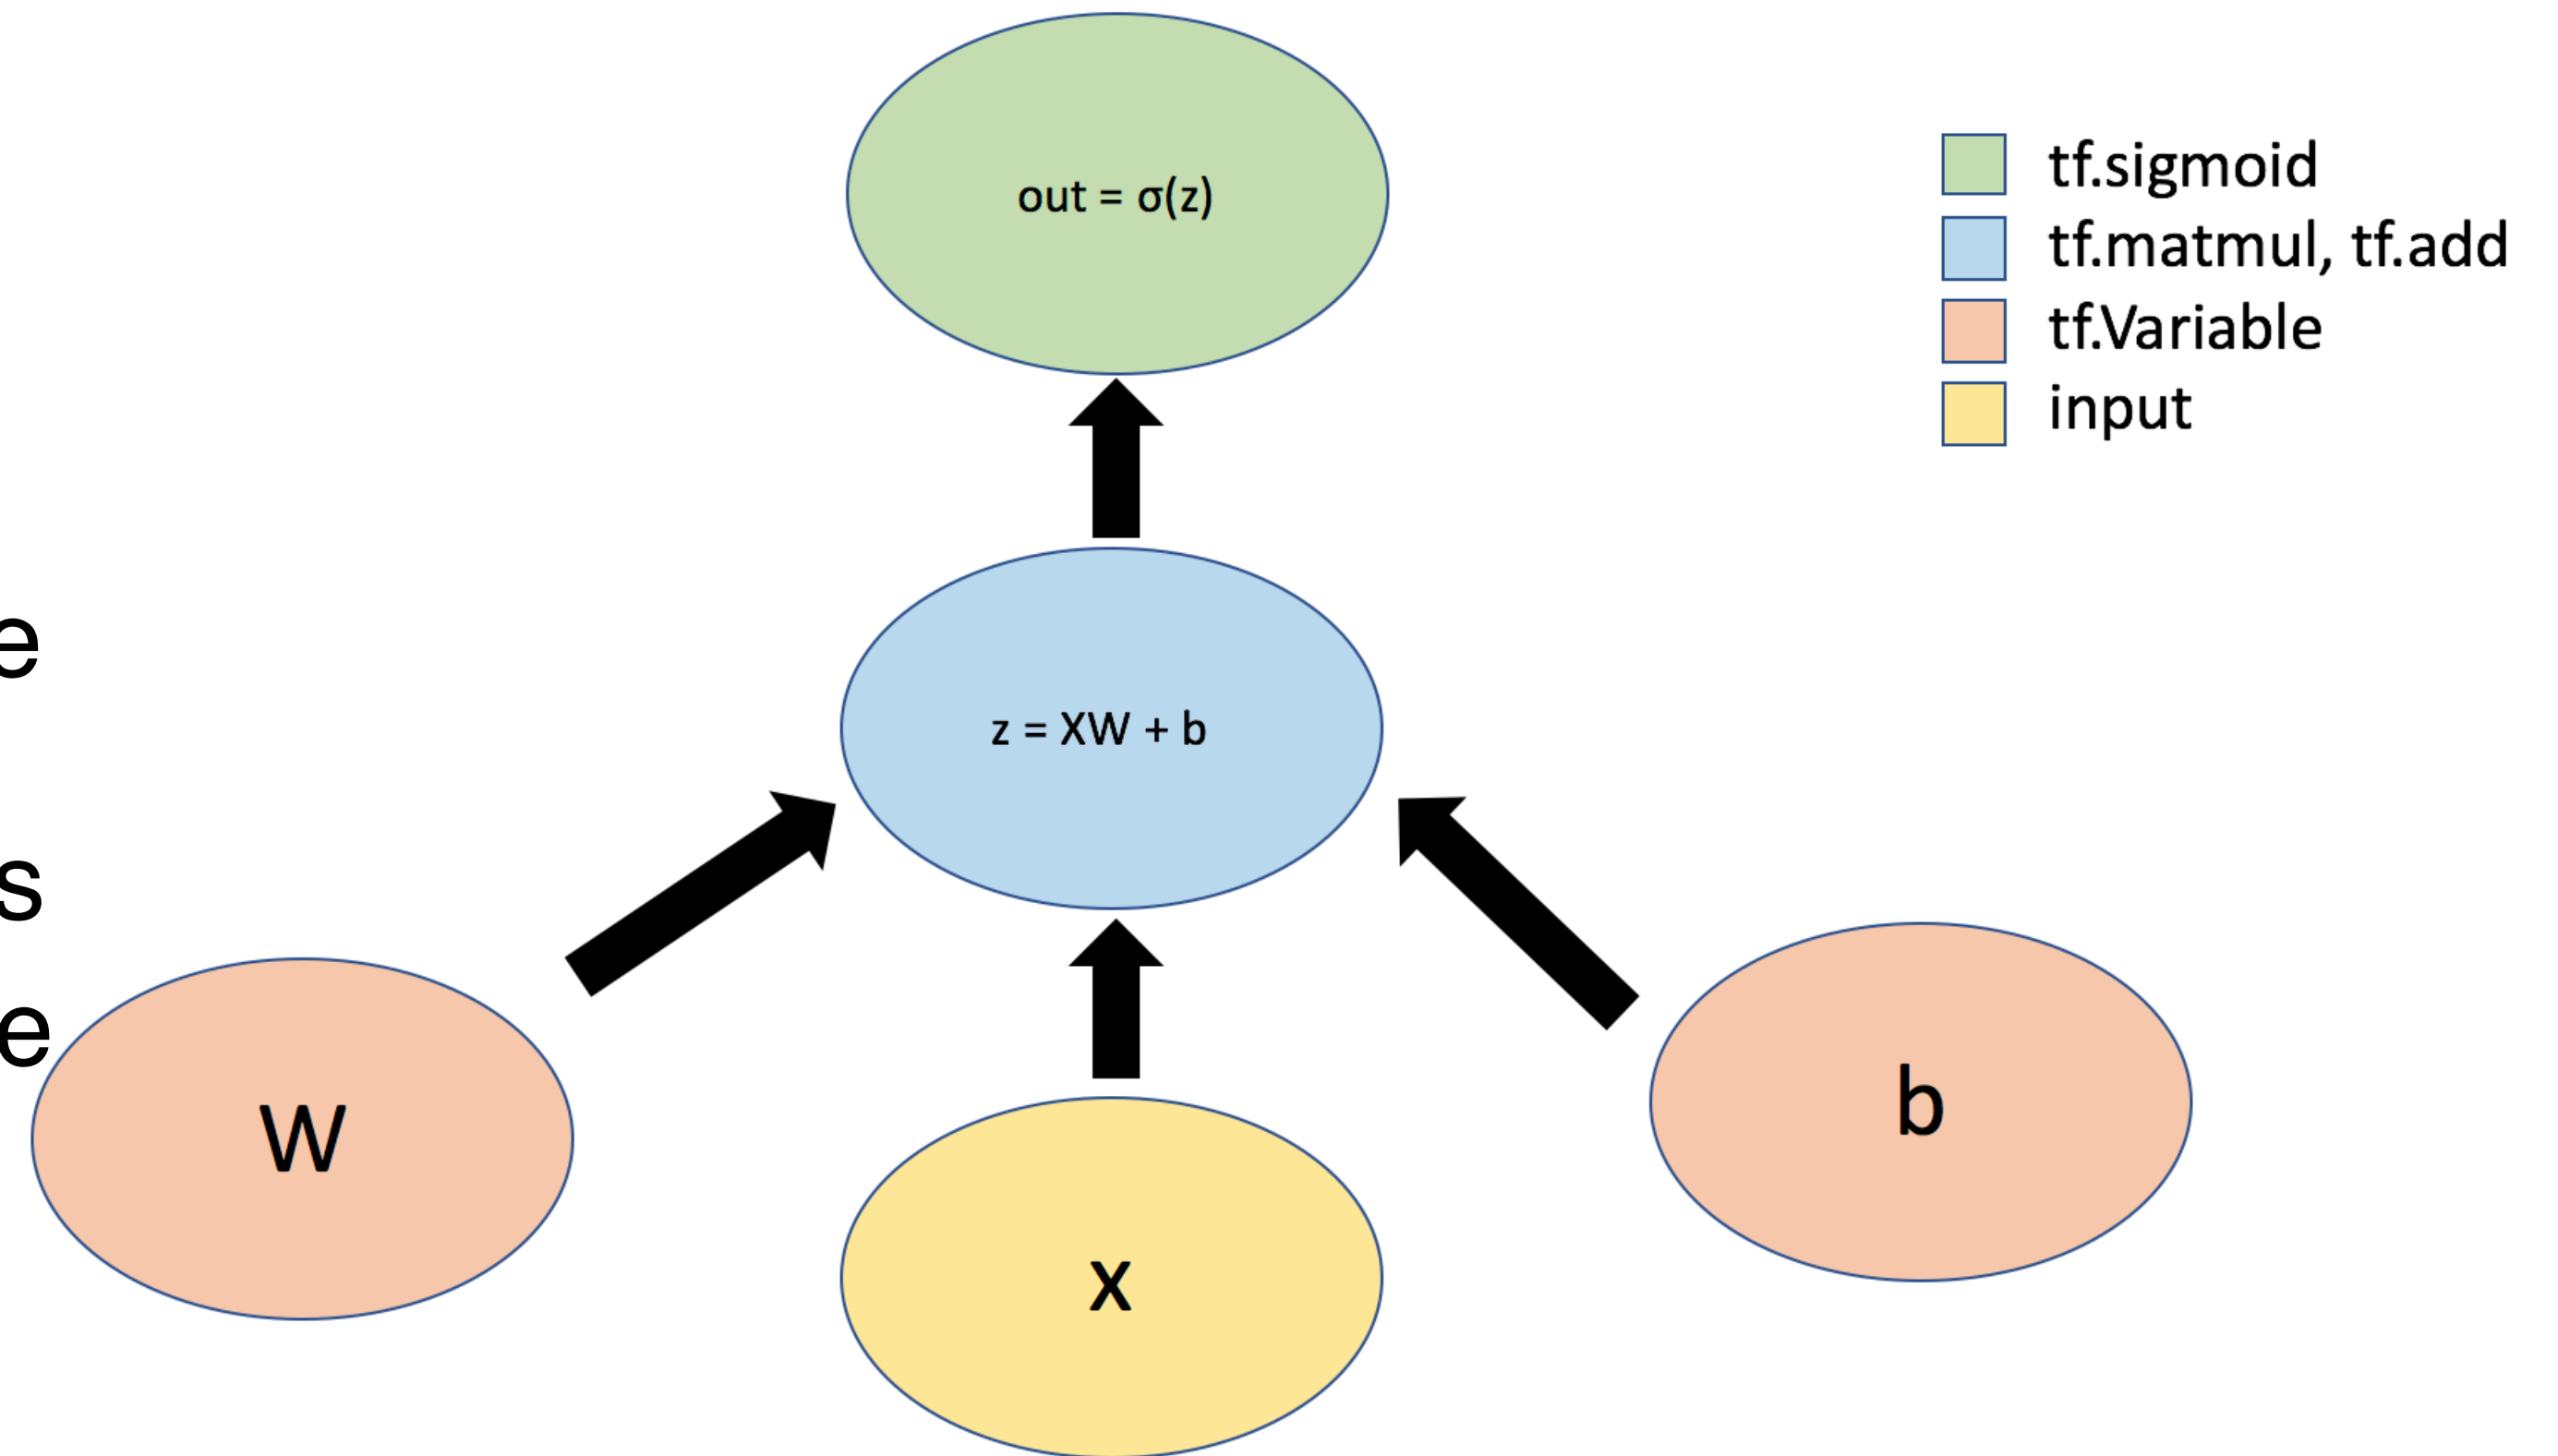 out = σ(z)
tf.sigmoid
tf.matmul, tf.add
tf.Variable
input
z = XW + b
e
s
e
W
b
x